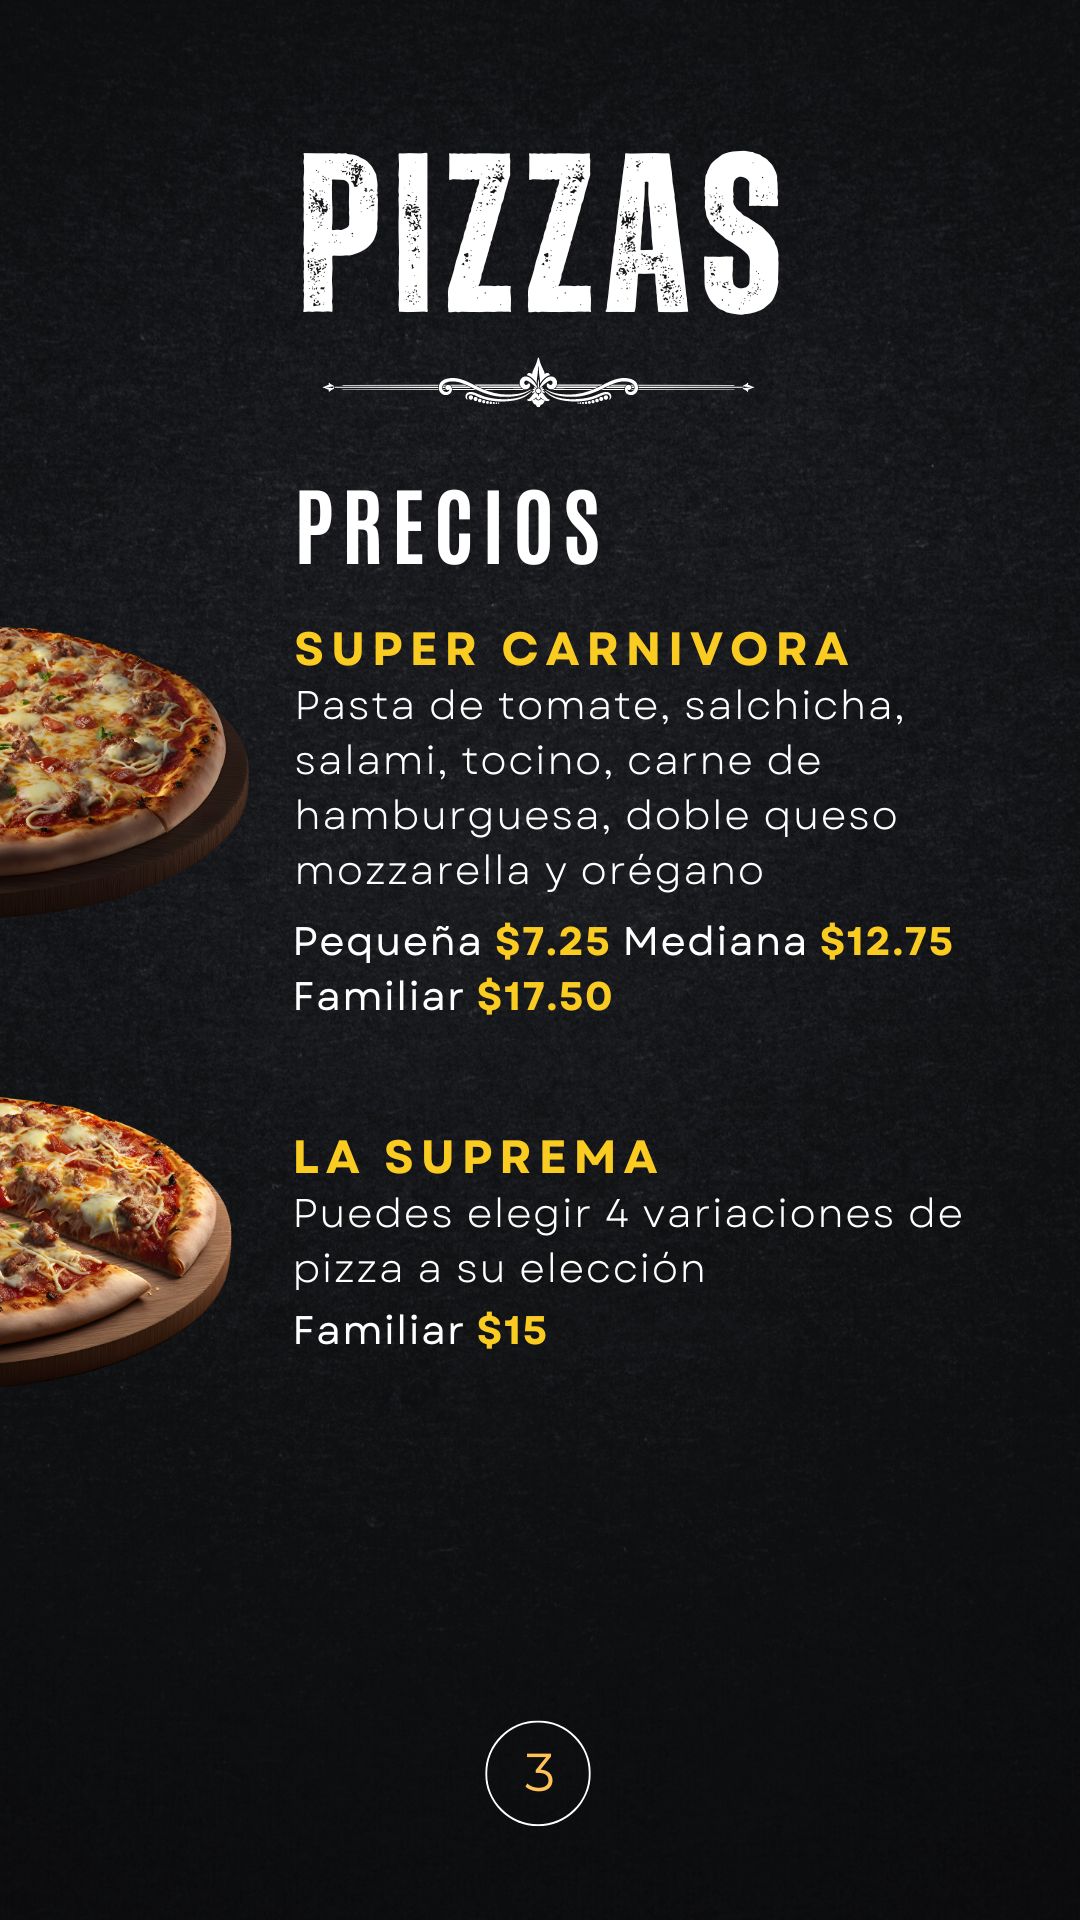 PIZZAS
PRECIOS
SUPER CARNIVORA
Pasta de tomate, salchicha,
salami, tocino, carne de
hamburguesa, doble queso
mozzarella y orégano
Pequeña $7.25 Mediana $12.75
Familiar $17.50
LA SUPREMA
Puedes elegir 4 variaciones de
pizza a su elección
Familiar $15
3